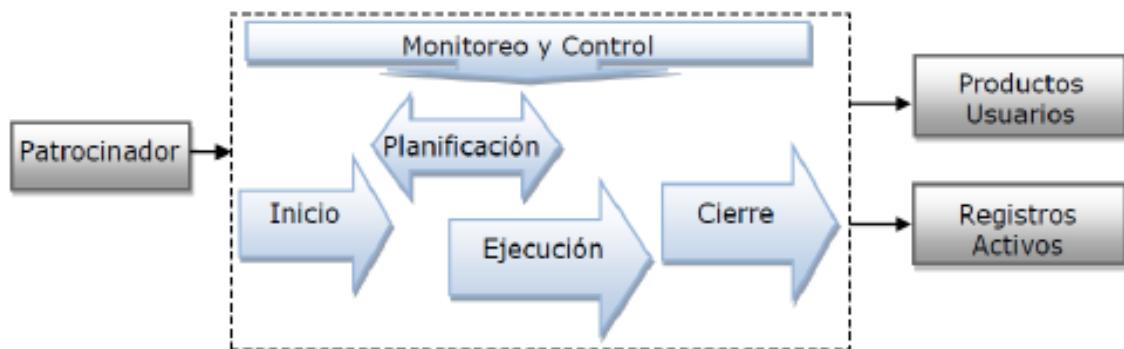 Monitoreo y Control
Patrocinador
Planificación
Inicio
Ejecución
Cierre
Productos
Usuarios
Registros
Activos